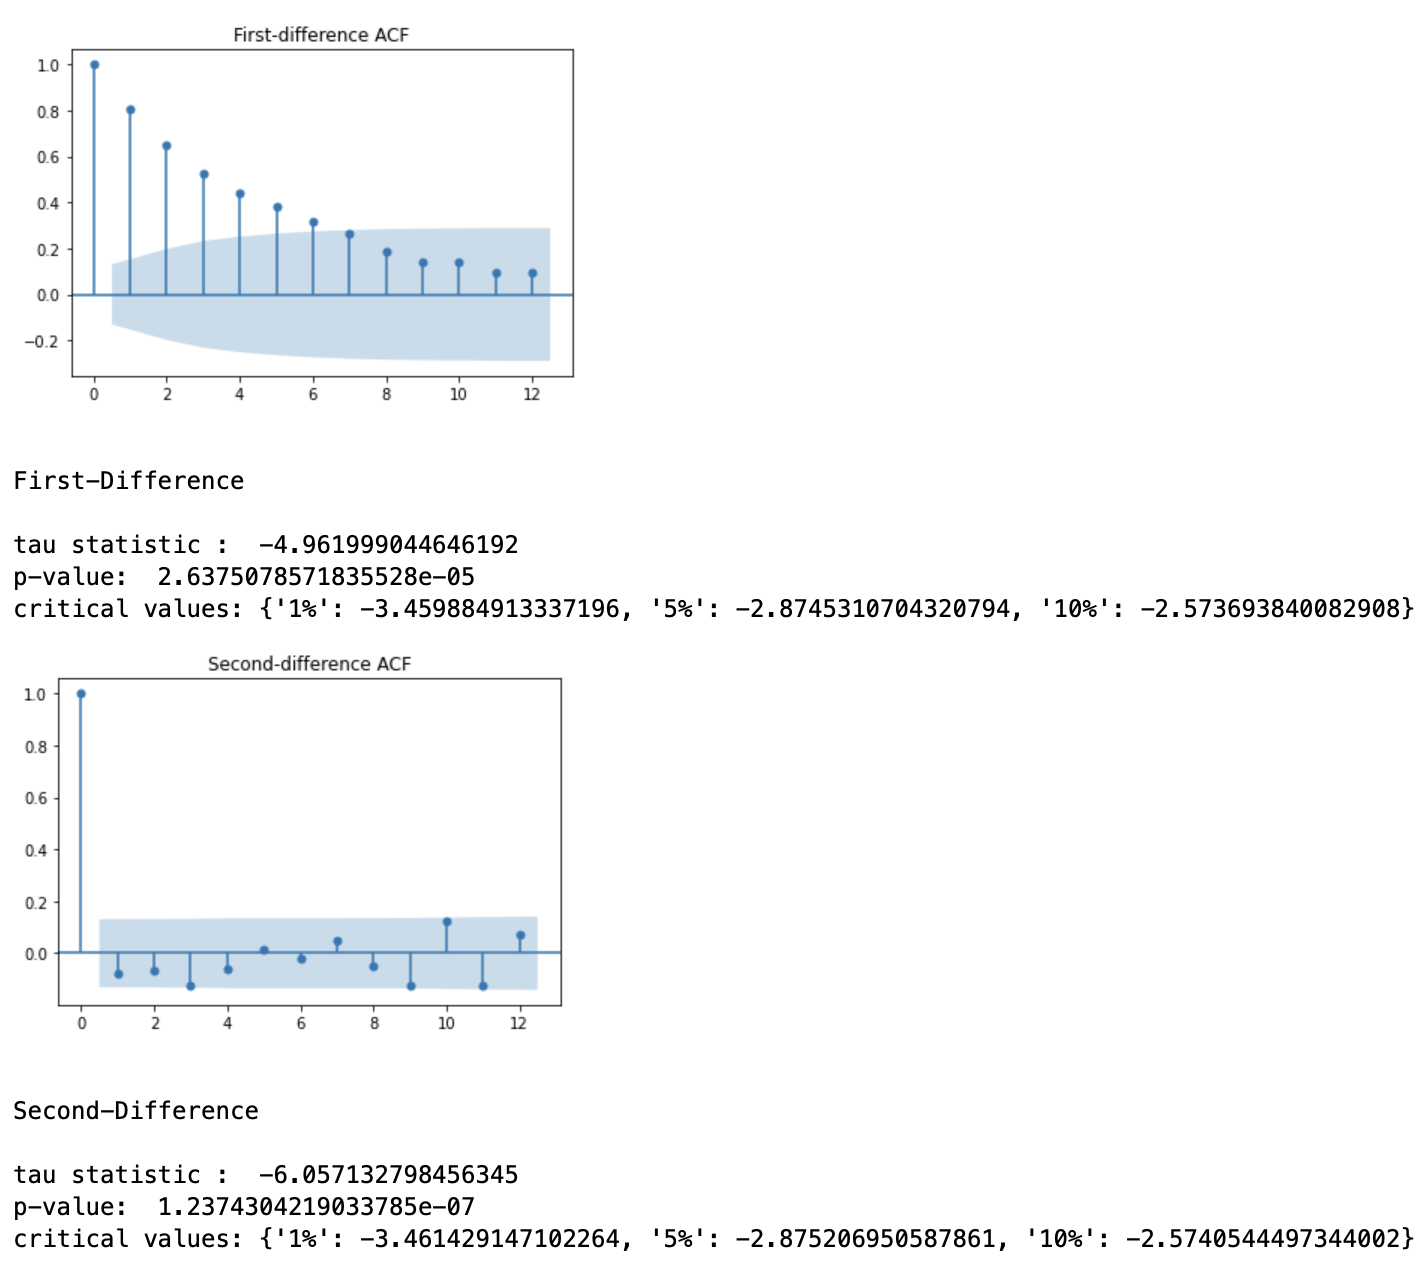 First-difference ACF
1.0
0.8
0.6
0.4
0.2
0.0
−0.2
0 2 4 6 8 10 12
First-Difference
tau statistic :  -4.961999044646192
p-value:  2.6375078571835528e-05
critical values: {'1%': -3.459884913337196, '5%': -2.8745310704320794, '10%': -2.573693840082908}
Second-difference ACF
1.0
0.8
0.6
0.4
0.2
0.0
0 2 4 6 8 10 12
Second-Difference
tau statistic :  -6.057132798456345
p-value:  1.2374304219033785e-07
critical values: {'1%': -3.461429147102264, '5%': -2.875206950587861, '10%': -2.5740544497344002}